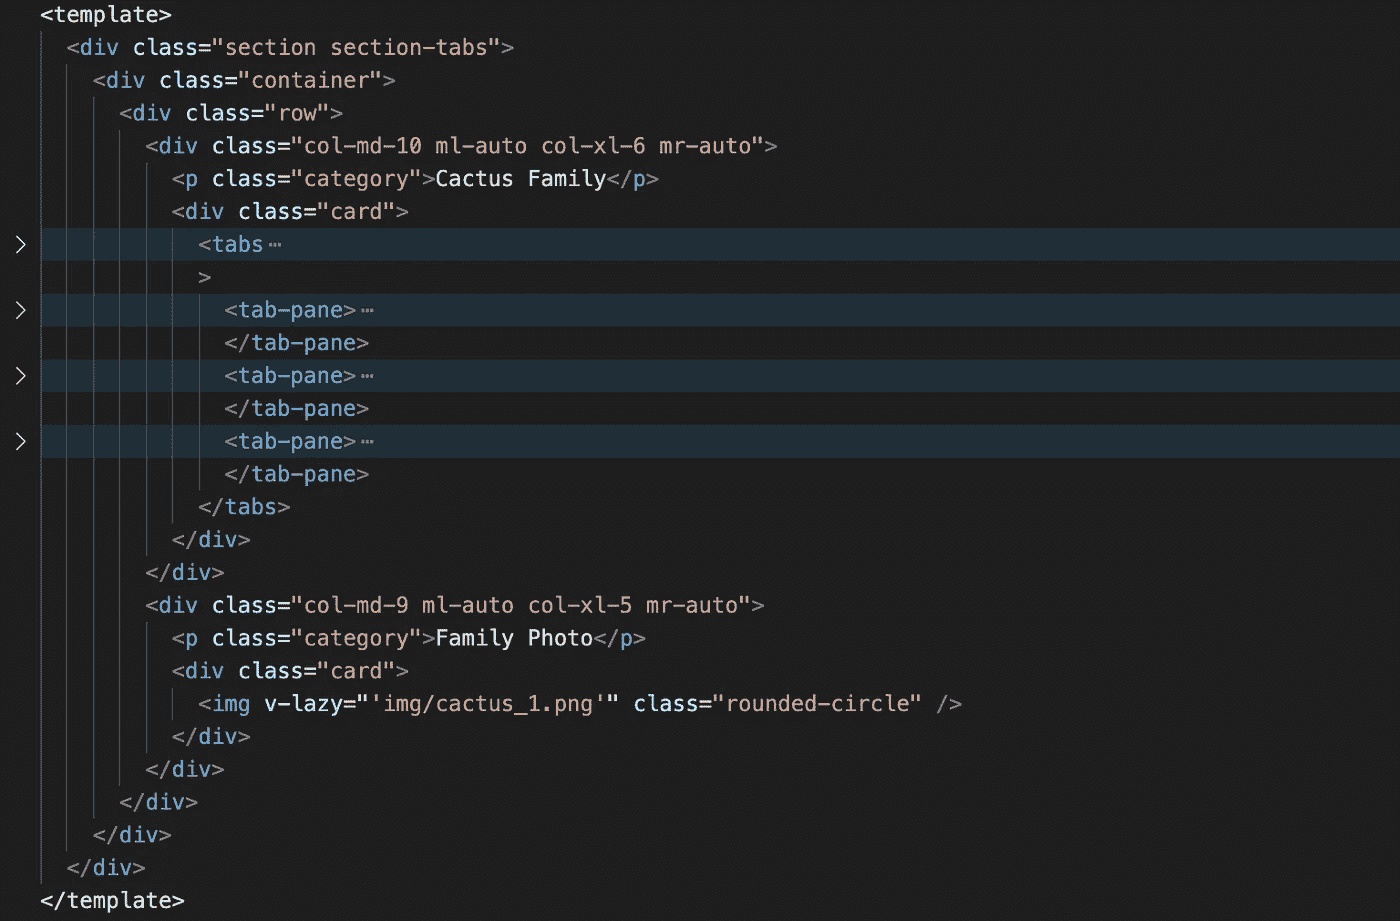 <template>
<div class="section section-tabs">
<div class="container">
<div class="row">
<div class="col-md-10 ml-auto col-xl-6 mr-auto">
<p class="category">Cactus Family</p>
<div class="card">
<tabs⋯
>
<tab-pane>⋯
</tab-pane>
<tab-pane>⋯
</tab-pane>
<tab-pane>⋯
</tab-pane>
</tabs>
</div>
</div>
<div class="col-md-9 ml-auto col-xl-5 mr-auto">
<p class="category">Family Photo</p>
<div class="card">
<img v-lazy="'img/cactus_1.png'" class="rounded-circle" />
</div>
</div>
</div>
</div>
</div>
</template>